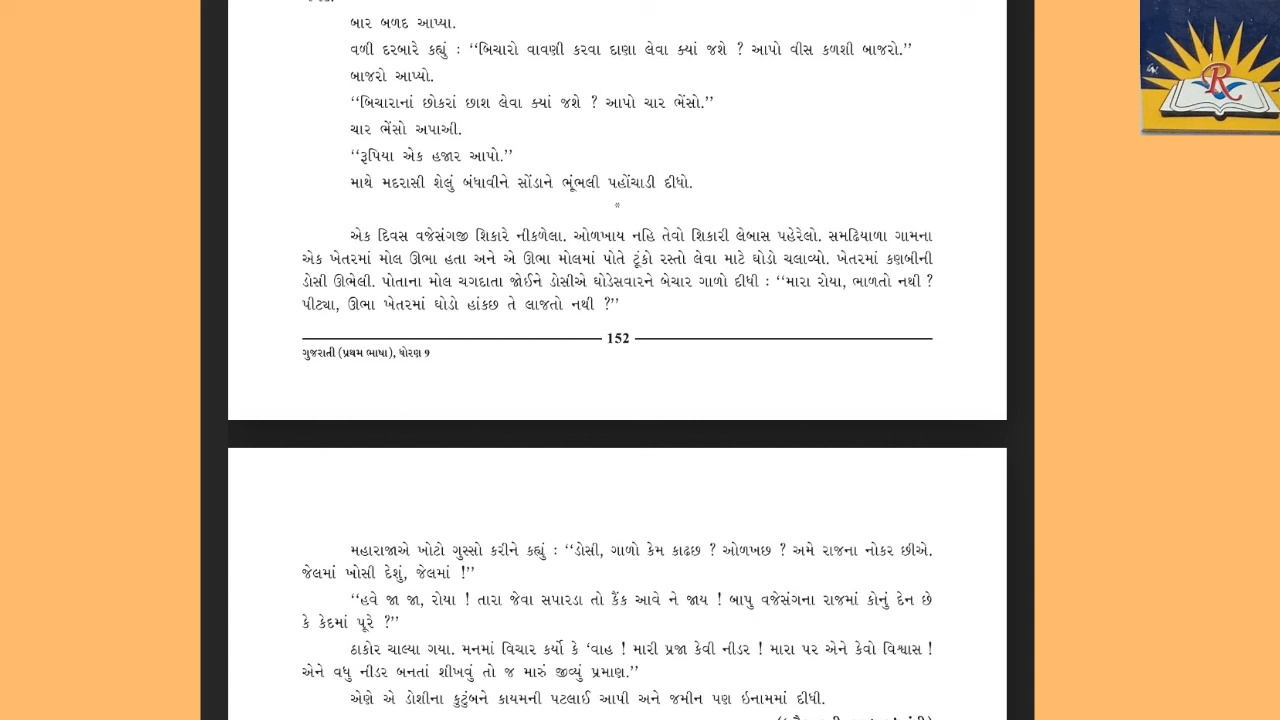 બાર બળદ આપ્યા.
વળી દરબારે કહ્યું : ‘‘બિચારો વાવણી કરવા દાણા લેવા ક્યાં જશે ? આપો વીસ કળશી બાજરો.’’
બાજરો આપ્યો.
‘‘બિચારાનાં છોકરાં છાશ લેવા ક્યાં જશે ? આપો ચાર ભેંસો.’’
ચાર ભેંસો અપાઓ.
‘‘રૂપિયા એક હજાર આપો.’’
માથે મદરાસી શેલું બંધાવીને સોંડાને ભૂંભલી પહોંચાડી દીધો.
*
એક દિવસ વજેસંગજી શિકારે નીકળેલા. ઓળખાય નહિ તેવો શિકારી લેબાસ પહેરેલો. સમઢિયાળા ગામના
એક ખેતરમાં મોલ ઊભા હતા અને એ ઊભા મોલમાં પોતે ટૂંકો રસ્તો લેવા માટે ઘોડો ચલાવ્યો. ખેતરમાં કણબીની
ડોસી ઊભેલી. પોતાના મોલ ચગદાતા જોઈને ડોસીએ ઘોડેસવારને બેચાર ગાળો દીધી : ‘‘મારા રોયા, ભાળતો નથી ?
પીટ્યા, ઊભા ખેતરમાં ઘોડો હાંકછ તે લાજતો નથી ?’’
152
ગુજરાતી (પ્રથમ ભાષા), ધોરણ 9
મહારાજાએ ખોટો ગુસ્સો કરીને કહ્યું : ‘‘ડોસી, ગાળો કેમ કાઢછ ? ઓળખછ ? અમે રાજના નોકર છીએ.
જેલમાં ખોસી દેશું, જેલમાં !’’
‘‘હવે જા જા, રોયા ! તારા જેવા સપારડા તો કૈંક આવે ને જાય ! બાપુ વજેસંગના રાજમાં કોનું દેન છે
કે કેદમાં પૂરે ?’’
ઠાકોર ચાલ્યા ગયા. મનમાં વિચાર કર્યો કે ‘વાહ ! મારી પ્રજા કેવી નીડર ! મારા પર એને કેવો વિશ્વાસ !
એને વધુ નીડર બનતાં શીખવું તો જ મારું જીવ્યું પ્રમાણ.’’
એણે એ ડોશીના કુટુંબને કાયમની પટલાઈ આપી અને જમીન પણ ઇનામમાં દીધી.
R